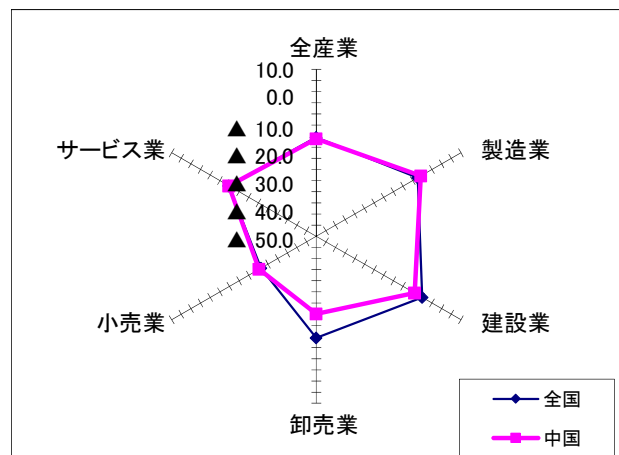 全産業
10.0
0.0
▲ 10.0
▲ 20.0
▲ 30.0
▲ 40.0
▲ 50.0
製造業
建設業
卸売業
小売業
サービス業
全国
中国